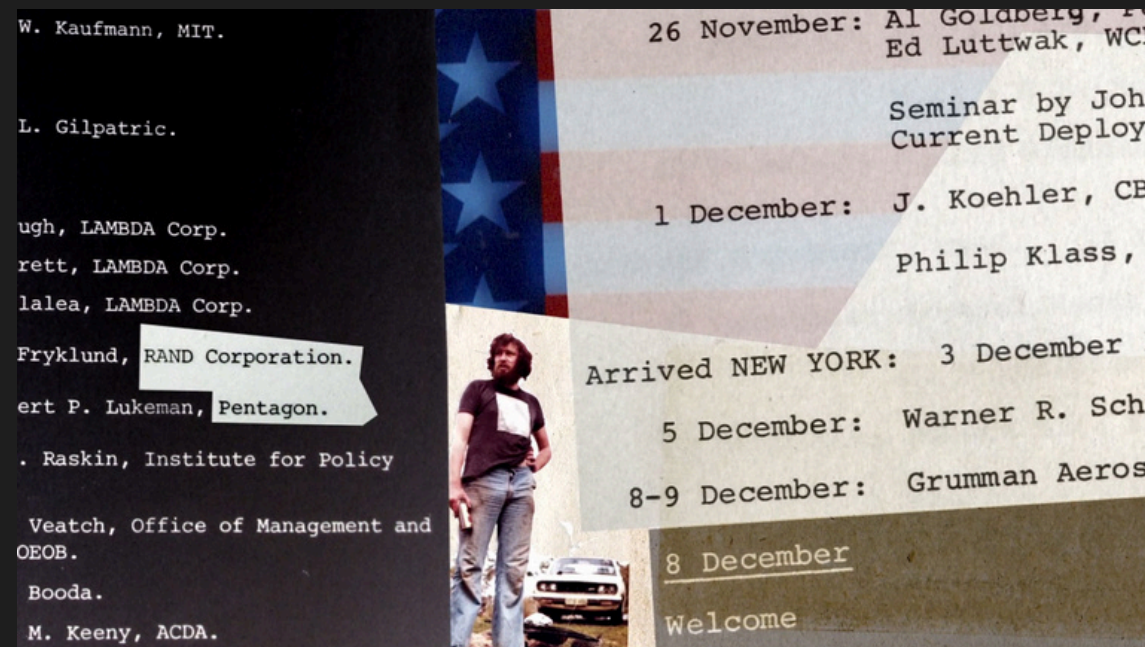 W. Kaufmann, MIT.
L. Gilpatric.
ugh, LAMBDA Corp.
rett, LAMBDA Corp.
lalea, LAMBDA Corp.
Fryklund, RAND Corporation.
ert P. Lukeman, Pentagon.
. Raskin, Institute for Policy
Veatch, Office of Management and
OEOB.
Booda.
M. Keeny, ACDA.
26 November: Al Goldberg,
Ed Luttwak, WC
Seminar by Joh
Current Deploy
1 December: J. Koehler, CB
Philip Klass,
Arrived NEW YORK: 3 December
5 December: Warner R. Sch
8-9 December: Grumman Aeros
8 December
Welcome